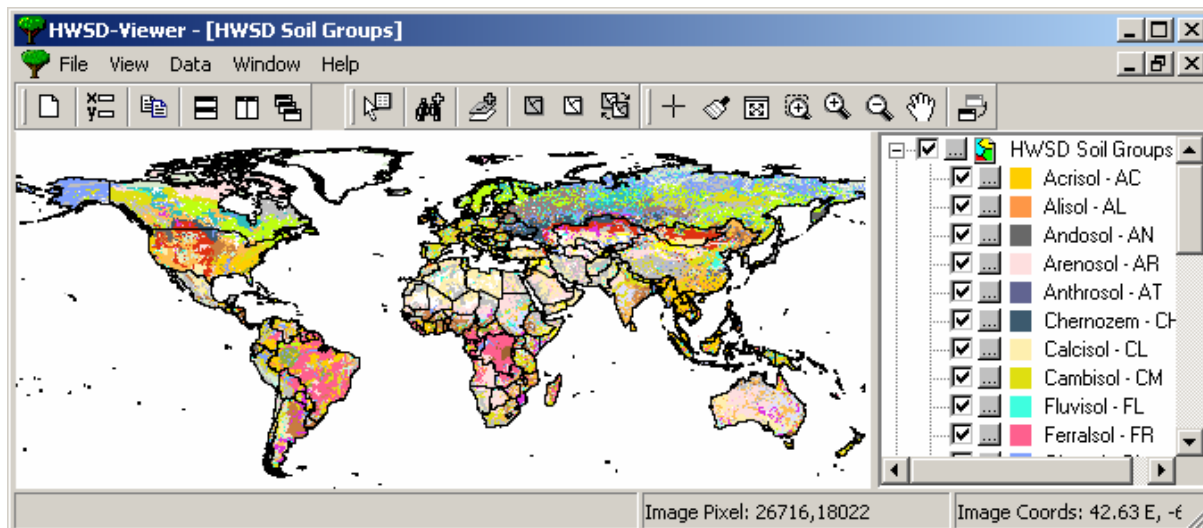 HWSD-Viewer - [HWSD Soil Groups]
File View Data Window Help
HWSD Soil Groups
Acrisol - AC
Alisol - AL
Andosol - AN
Arenosol - AR
Anthrosol - AT
Chernozem - CH
Calcisol - CL
Cambisol - CM
Fluvisol - FL
Ferralsol - FR
Image Pixel: 26716,18022
Image Coords: 42.63 E, -6